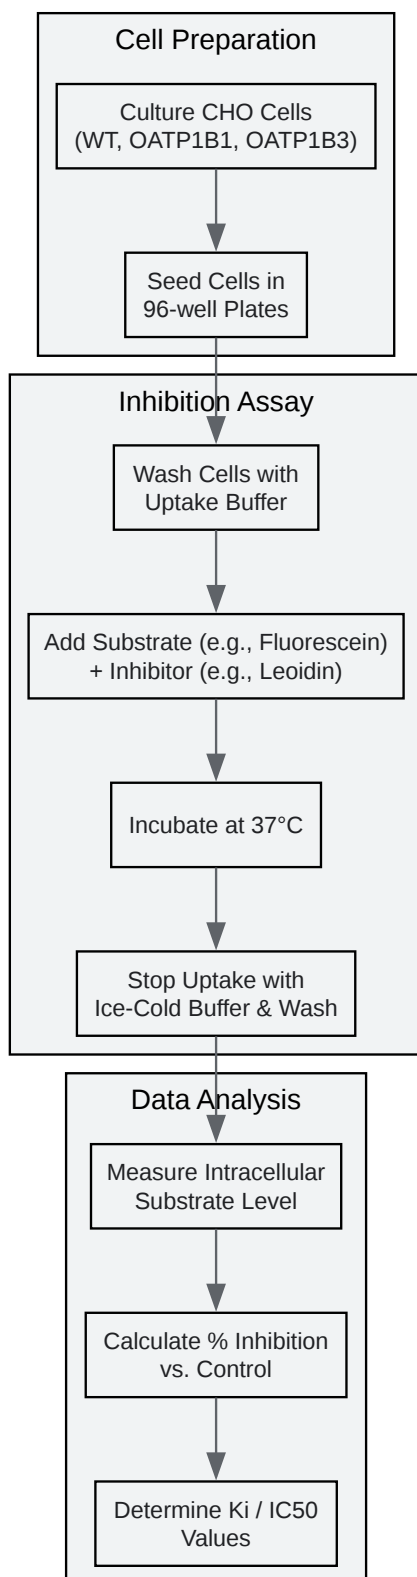 Cell Preparation
Culture CHO Cells
(WT, OATP1B1, OATP1B3)
Seed Cells in
96-well Plates
Inhibition Assay
Wash Cells with
Uptake Buffer
Add Substrate (e.g., Fluorescein)
+ Inhibitor (e.g., Leoidin)
Incubate at 37°C
Stop Uptake with
Ice-Cold Buffer & Wash
Data Analysis
Measure Intracellular
Substrate Level
Calculate % Inhibition
vs. Control
Determine Ki / IC50
Values